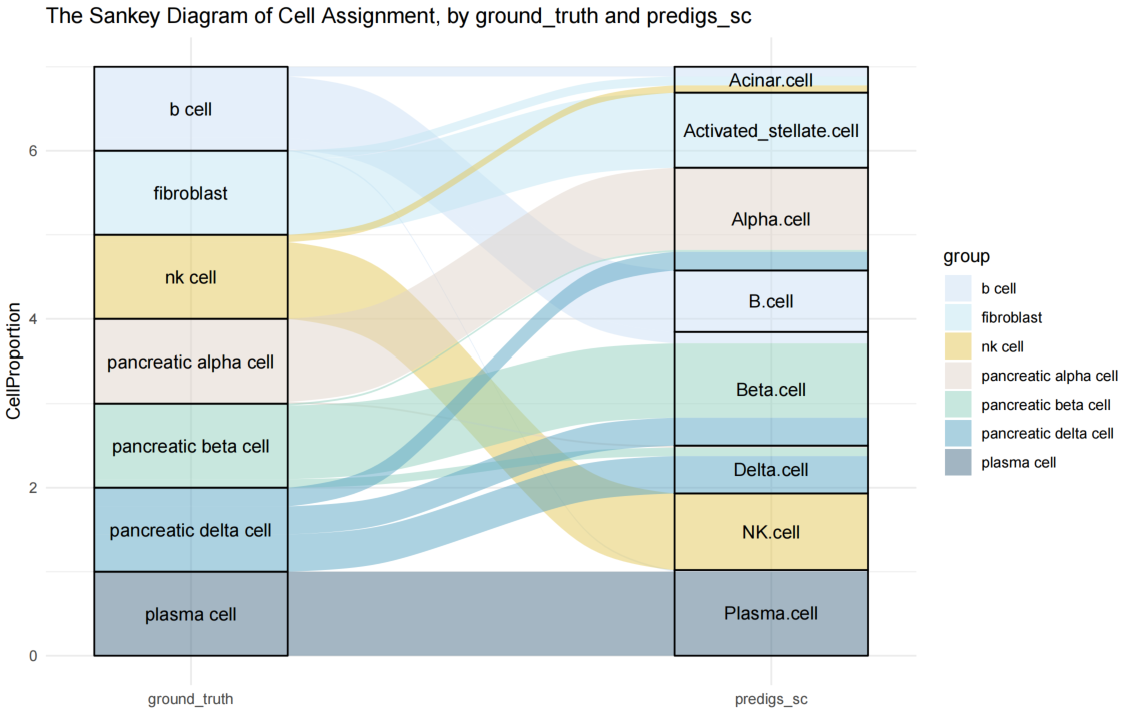 The Sankey Diagram of Cell Assignment, by ground_truth and predigs_sc
CellProportion
6
4
2
0
b cell
fibroblast
nk cell
pancreatic alpha cell
pancreatic beta cell
pancreatic delta cell
plasma cell
Acinar.cell
Activated_stellate.cell
Alpha.cell
B.cell
Beta.cell
Delta.cell
NK.cell
Plasma.cell
ground_truth
predigs_sc
group
b cell
fibroblast
nk cell
pancreatic alpha cell
pancreatic beta cell
pancreatic delta cell
plasma cell